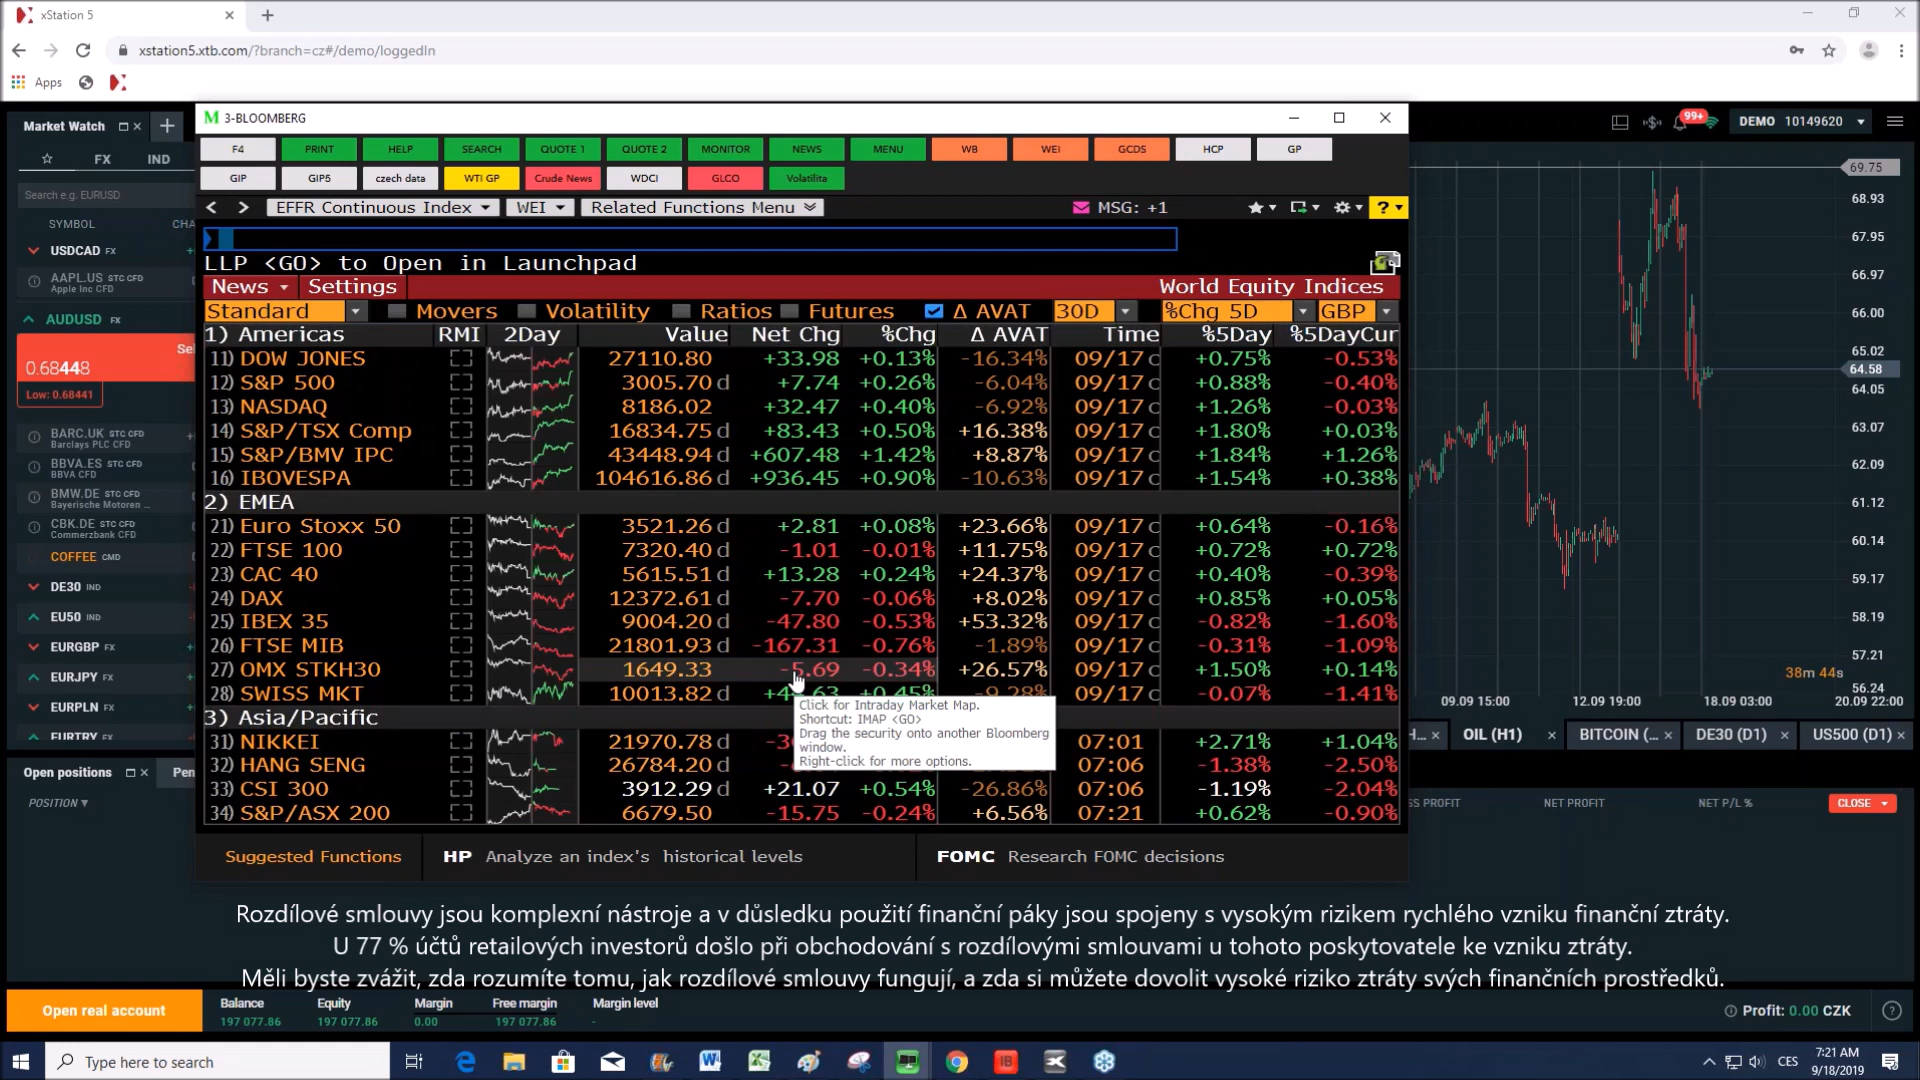 xStation 5
xstation5.xtb.com/?branch=cz#/demo/loggedIn
Apps
Market Watch
FX IND
Search e.g. EURUSD
SYMBOL CHA
USDCAD FX
AAPL.US STC CFD
Apple Inc CFD
AUDUSD FX
Sel
0.68448
Low: 0.68441
BARC.UK STC CFD
Barclays PLC CFD
BBVA.ES STC CFD
BBVA CFD
BMW.DE STC CFD
Bayerische Motoren ...
CBK.DE STC CFD
Commerzbank CFD
COFFEE CMD
DE30 IND
EU50 IND
EURGBP FX
EURJPY FX
EURPLN FX
EURTRY FX
Open positions Pen
POSITION
3-BLOOMBERG
F4 PRINT HELP SEARCH QUOTE 1 QUOTE 2 MONITOR NEWS MENU WB WEI GCDS HCP GP
GIP GIP5 czech data WTI GP Crude News WDCI GLCO Volatilita
< > EFFR Continuous Index WEI Related Functions Menu MSG: +1 ?
LLP <GO> to Open in Launchpad
News Settings World Equity Indices
Standard Movers Volatility Ratios Futures Δ AVAT 30D %Chg 5D GBP
1) Americas RMI 2Day Value Net Chg %Chg Δ AVAT Time %5Day %5DayCur
11) DOW JONES 27110.80 +33.98 +0.13% -16.34% 09/17 c +0.75% -0.53%
12) S&P 500 3005.70 d +7.74 +0.26% -6.04% 09/17 c +0.88% -0.40%
13) NASDAQ 8186.02 +32.47 +0.40% -6.92% 09/17 c +1.26% -0.03%
14) S&P/TSX Comp 16834.75 d +83.43 +0.50% +16.38% 09/17 c +1.80% +0.03%
15) S&P/BMV IPC 43448.94 d +607.48 +1.42% +8.87% 09/17 c +1.84% +1.26%
16) IBOVESPA 104616.86 d +936.45 +0.90% -10.63% 09/17 c +1.54% +0.38%
2) EMEA
21) Euro Stoxx 50 3521.26 d +2.81 +0.08% +23.66% 09/17 c +0.64% -0.16%
22) FTSE 100 7320.40 d -1.01 -0.01% +11.75% 09/17 c +0.72% +0.72%
23) CAC 40 5615.51 d +13.28 +0.24% +24.37% 09/17 c +0.40% -0.39%
24) DAX 12372.61 d -7.70 -0.06% +8.02% 09/17 c +0.85% +0.05%
25) IBEX 35 9004.20 d -47.80 -0.53% +53.32% 09/17 c -0.82% -1.60%
26) FTSE MIB 21801.93 d -167.31 -0.76% -1.89% 09/17 c -0.31% -1.09%
27) OMX STKH30 1649.33 -5.69 -0.34% +26.57% 09/17 c +1.50% +0.14%
28) SWISS MKT 10013.82 d +0.45% -9.28% 09/17 c -0.07% -1.41%
3) Asia/Pacific
31) NIKKEI 21970.78 d 07:01 +2.71% +1.04%
32) HANG SENG 26784.20 d 07:06 -1.38% -2.50%
33) CSI 300 3912.29 d +21.07 +0.54% -26.86% 07:06 -1.19% -2.04%
34) S&P/ASX 200 6679.50 -15.75 -0.24% +6.56% 07:21 +0.62% -0.90%
Click for Intraday Market Map.
Shortcut: IMAP <GO>
Drag the security onto another Bloomberg
window.
Right-click for more options.
Suggested Functions HP Analyze an index's historical levels FOMC Research FOMC decisions
99+ DEMO 10149620
69.75
68.93
67.95
66.97
66.00
65.02
64.58
64.05
63.07
62.09
61.12
60.14
59.17
58.19
57.21
38m 44s
56.24
09.09 15:00 12.09 19:00 18.09 03:00 20.09 22:00
H... OIL (H1) BITCOIN (... DE30 (D1) US500 (D1)
SS PROFIT NET PROFIT NET P/L % CLOSE
Rozdílové smlouvy jsou komplexní nástroje a v důsledku použití finanční páky jsou spojeny s vysokým rizikem rychlého vzniku finanční ztráty.
U 77 % účtů retailových investorů došlo při obchodování s rozdílovými smlouvami u tohoto poskytovatele ke vzniku ztráty.
Měli byste zvážit, zda rozumíte tomu, jak rozdílové smlouvy fungují, a zda si můžete dovolit vysoké riziko ztráty svých finančních prostředků.
Open real account
Balance Equity Margin Free margin Margin level
197 077.86 197 077.86 0.00 197 077.86 -
Profit: 0.00 CZK
Type here to search
CES 7:21 AM
9/18/2019